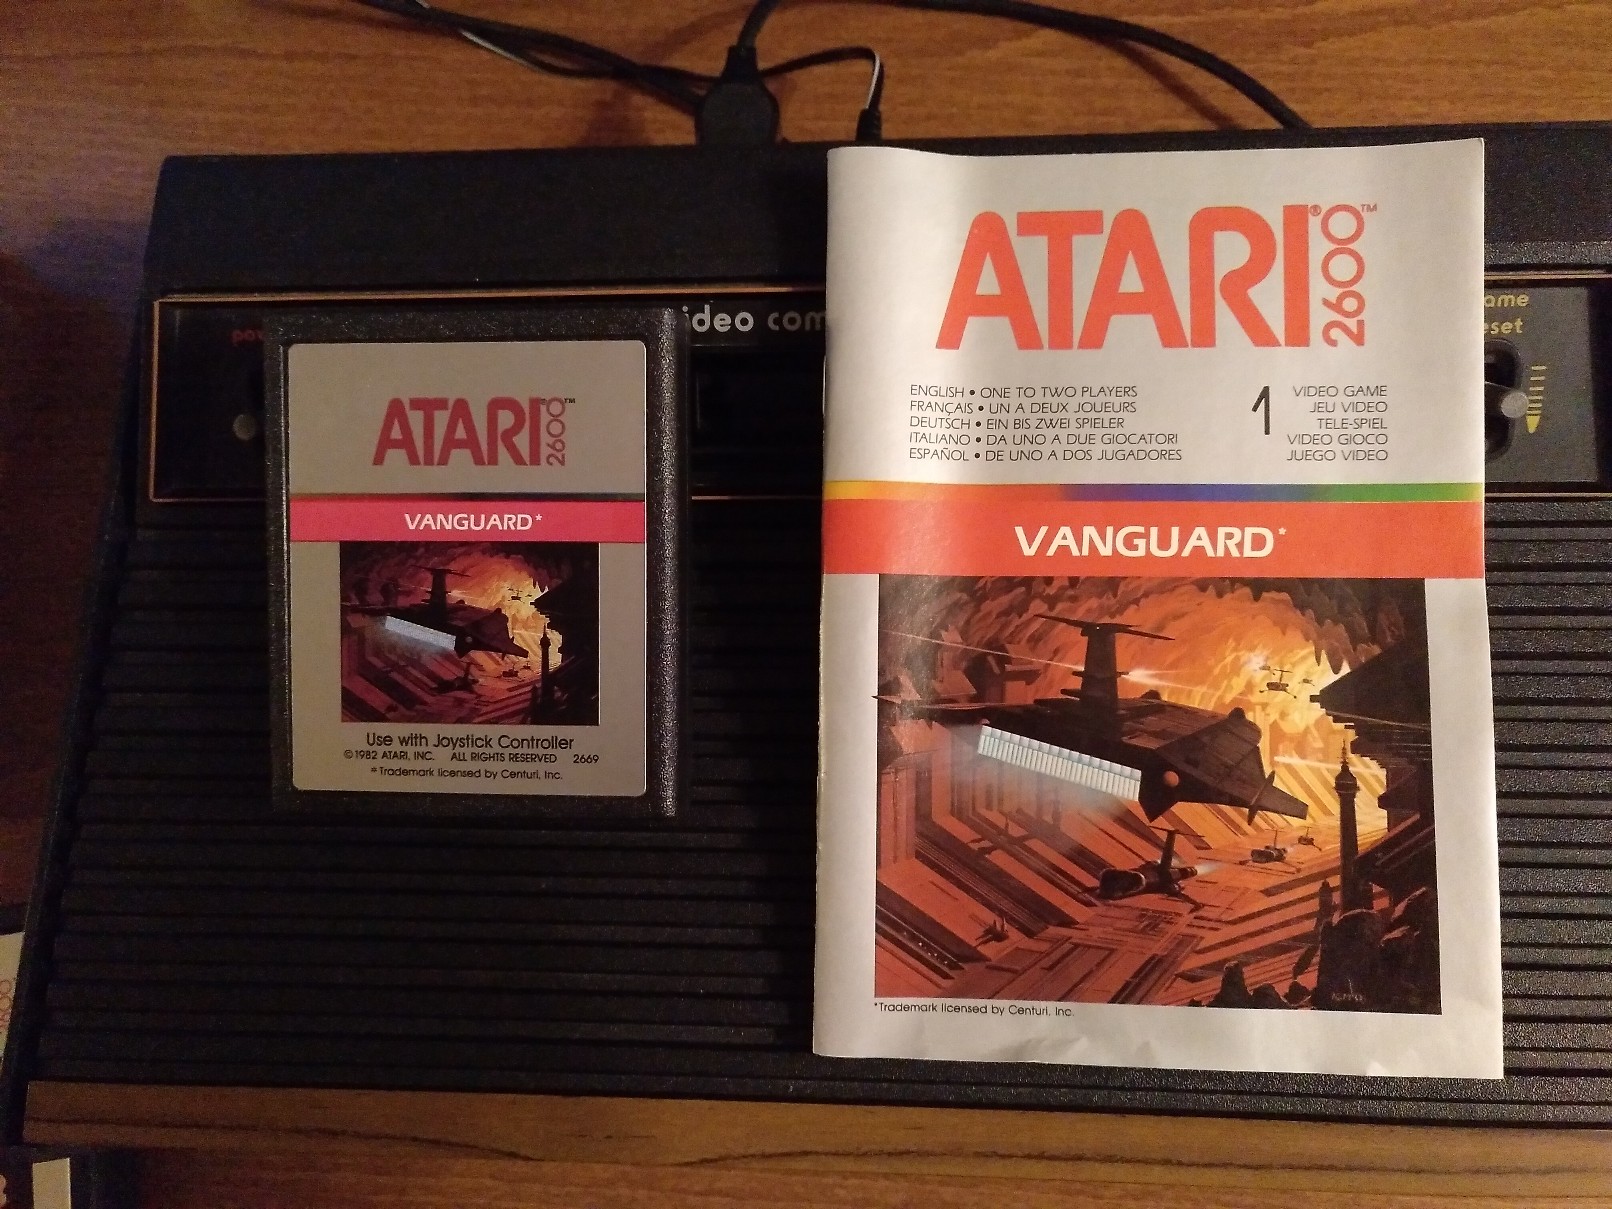 ideo com
ATARI® 2600™
VANGUARD*
Use with Joystick Controller
©1982 ATARI, INC. ALL RIGHTS RESERVED 2669
*Trademark licensed by Centuri, Inc.
ATARI® 2600™
ENGLISH • ONE TO TWO PLAYERS
FRANÇAIS • UN A DEUX JOUEURS
DEUTSCH • EIN BIS ZWEI SPIELER
ITALIANO • DA UNO A DUE GIOCATORI
ESPAÑOL • DE UNO A DOS JUGADORES
1
VIDEO GAME
JEU VIDEO
TELE-SPIEL
VIDEO GIOCO
JUEGO VIDEO
VANGUARD*
*Trademark licensed by Centuri, Inc.
ame
eset